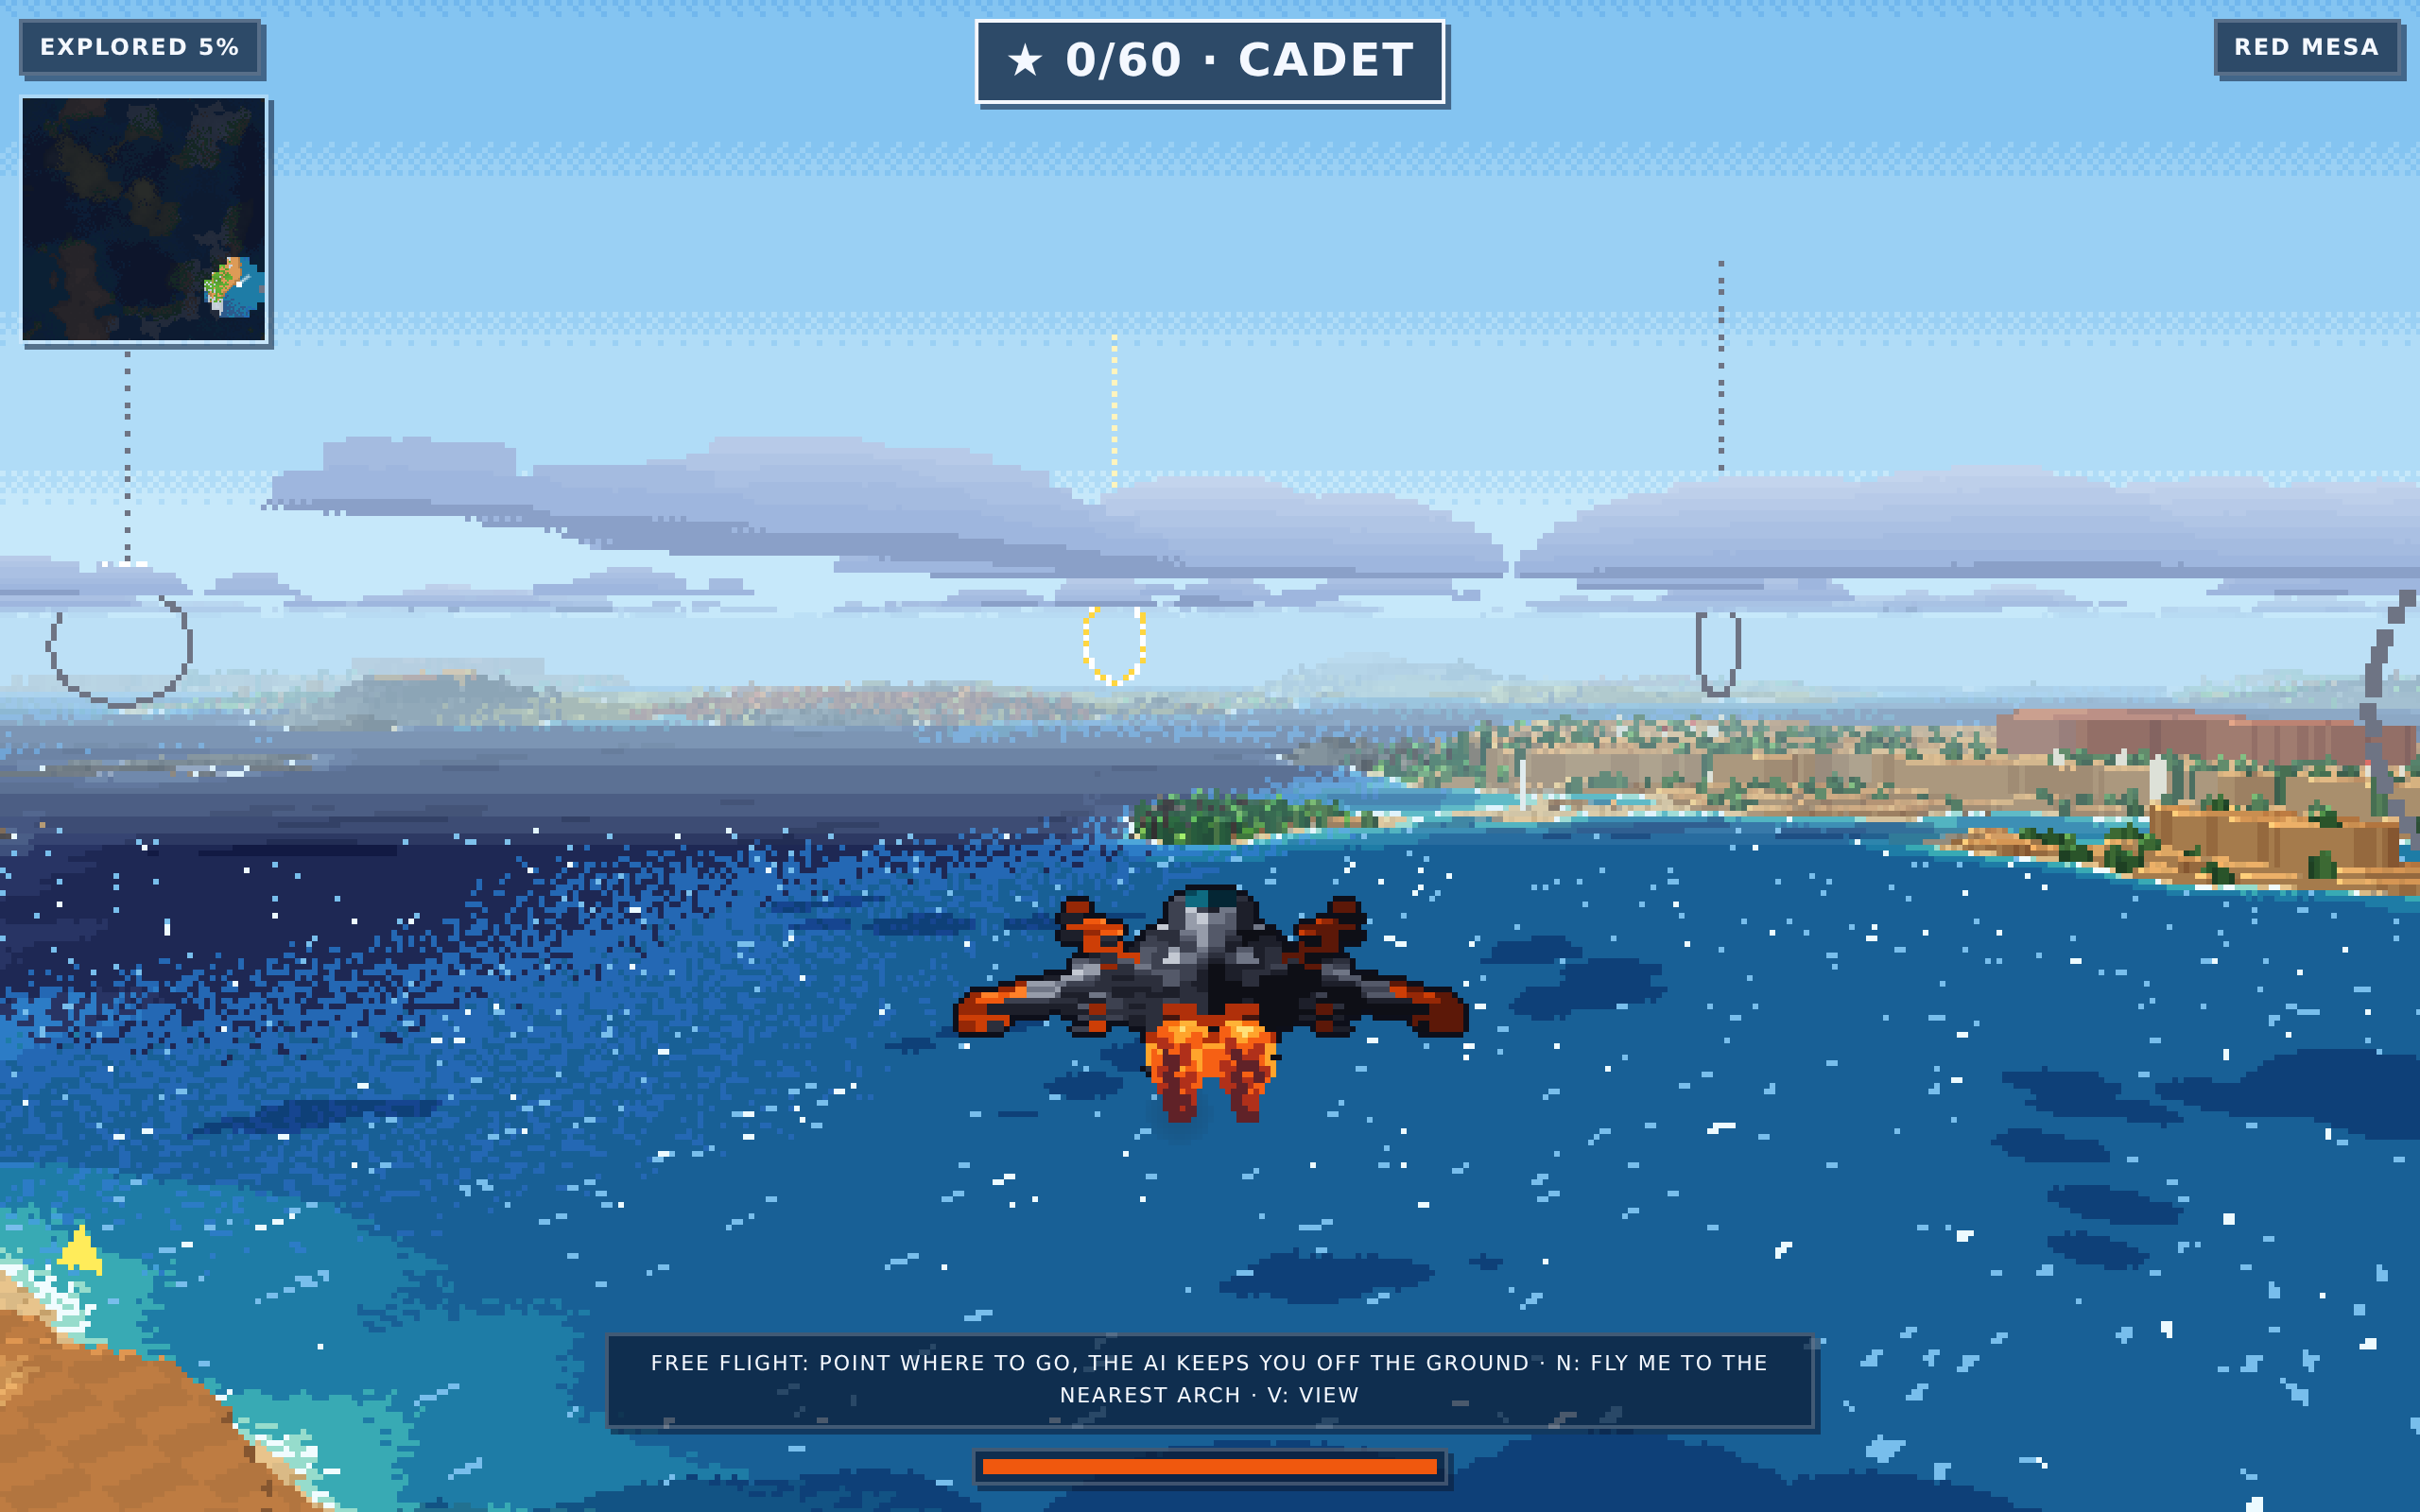 EXPLORED 5%
★ 0/60 · CADET
RED MESA
FREE FLIGHT: POINT WHERE TO GO, THE AI KEEPS YOU OFF THE GROUND · N: FLY ME TO THE
NEAREST ARCH · V: VIEW